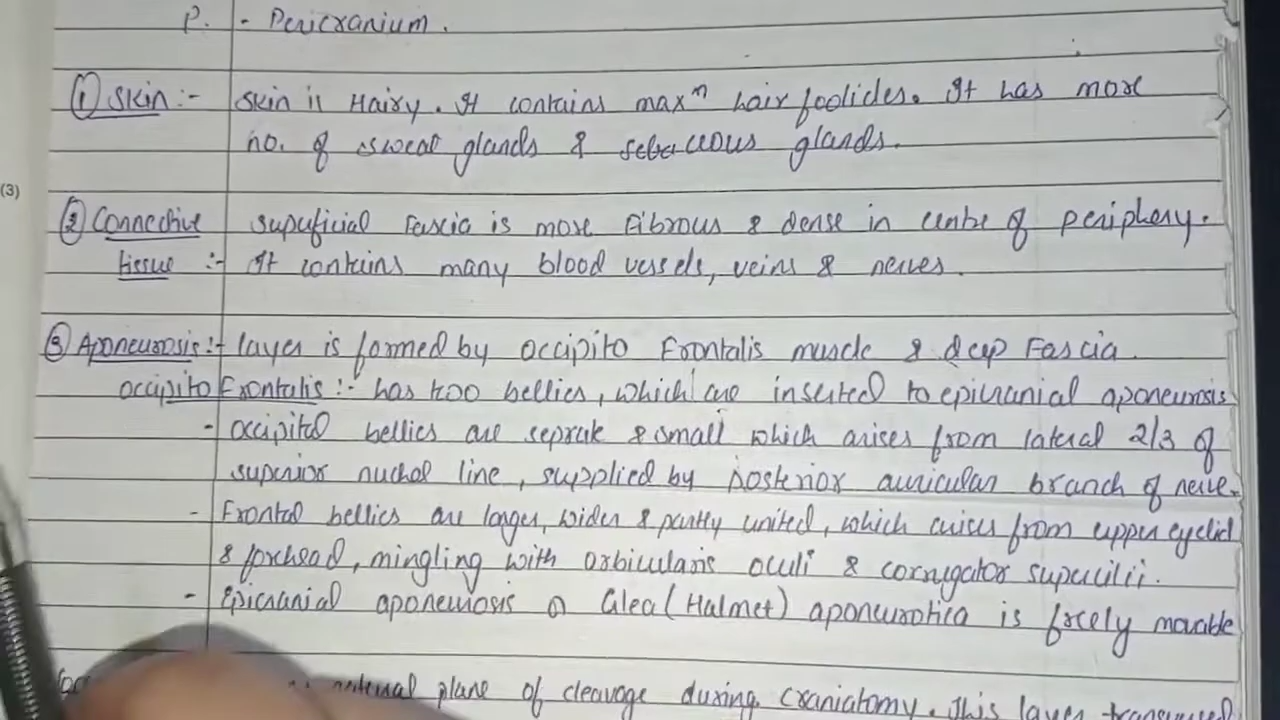 P. - Pericranium.
① Skin :- Skin is Hairy. It contains maxᵐ hair foolicles. It has more
no. of sweat glands & sebaceous glands.
(3)
② Connective superficial Fascia is more Fibrous & dense in centre of periphery.
tissue :- It contains many blood vessels, veins & nerves.
③ Aponeurosis :- layer is formed by occipito Frontalis muscle & deep Fascia.
occipito Frontalis :- has two bellies, which are inserted to epicranial aponeurosis
- occipital bellies are seprate & small which arises from lateral 2/3 of
superior nuchal line, supplied by posterior auricular branch of nerve.
- Frontal bellies are longer, wider & partly united, which arises from upper eyelid
& forehead, mingling with orbicularis oculi & corrugator supercilii.
- Epicranial aponeurosis or Galea (Halmet) aponeurotica is freely movable
natural plane of cleavage during craniatomy. This layer